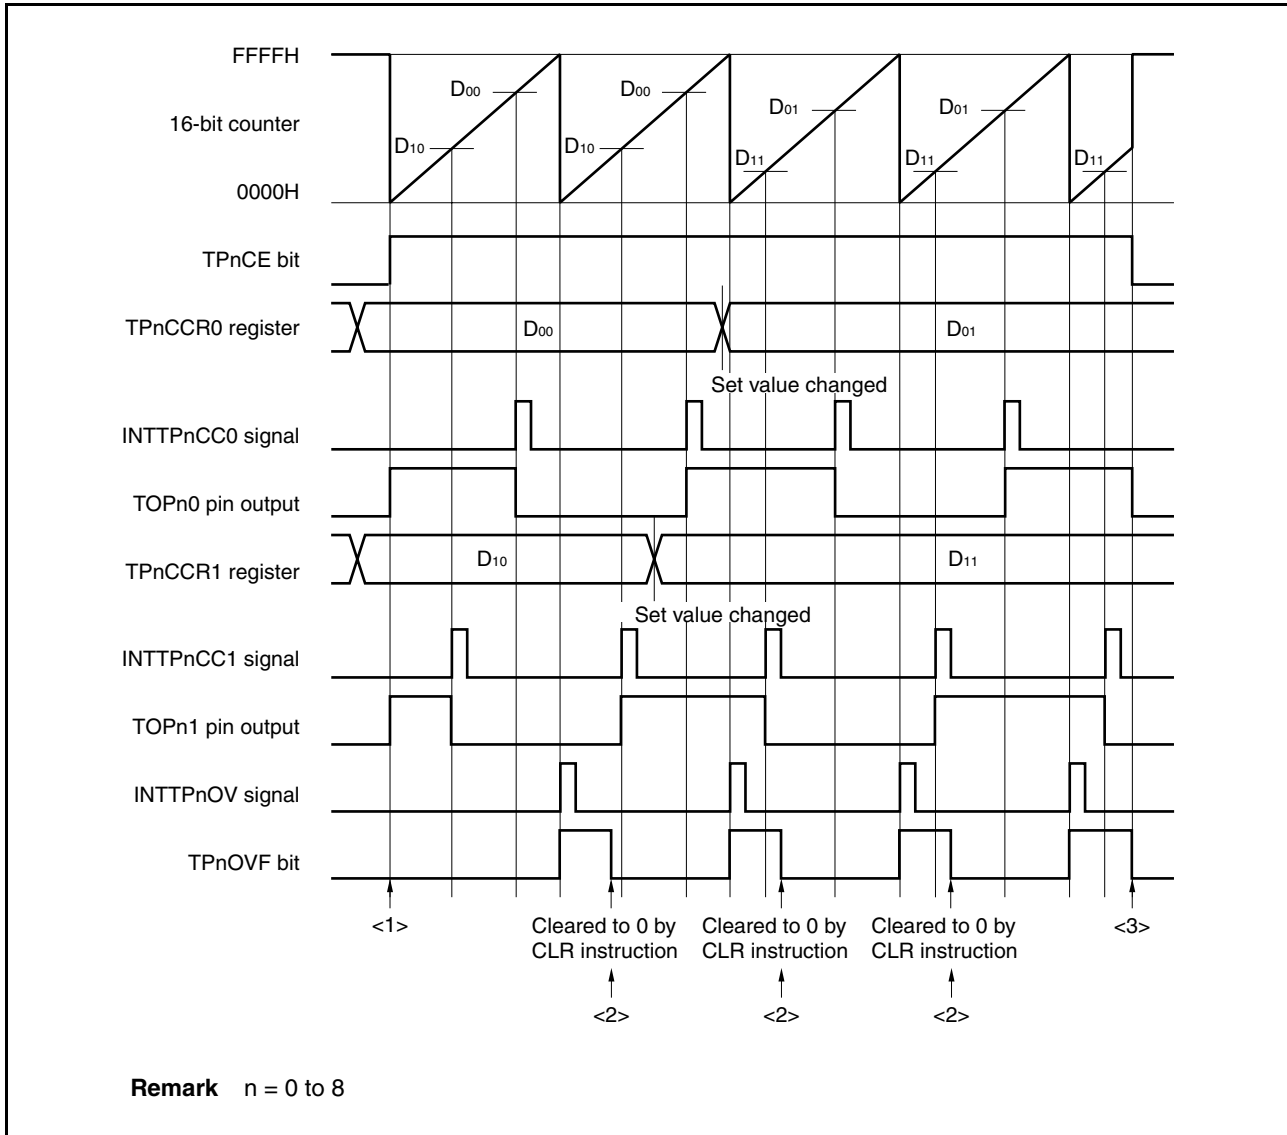 FFFFH
D00
D00
D01
D01
16-bit counter
D10
D10
D11
D11
D11
0000H
TPnCE bit
TPnCCR0 register
D00
D01
Set value changed
INTTPnCC0 signal
TOPn0 pin output
TPnCCR1 register
D10
D11
Set value changed
INTTPnCC1 signal
TOPn1 pin output
INTTPnOV signal
TPnOVF bit
<1>
Cleared to 0 by
CLR instruction
<2>
Cleared to 0 by
CLR instruction
<2>
Cleared to 0 by
CLR instruction
<2>
<3>
Remark n = 0 to 8